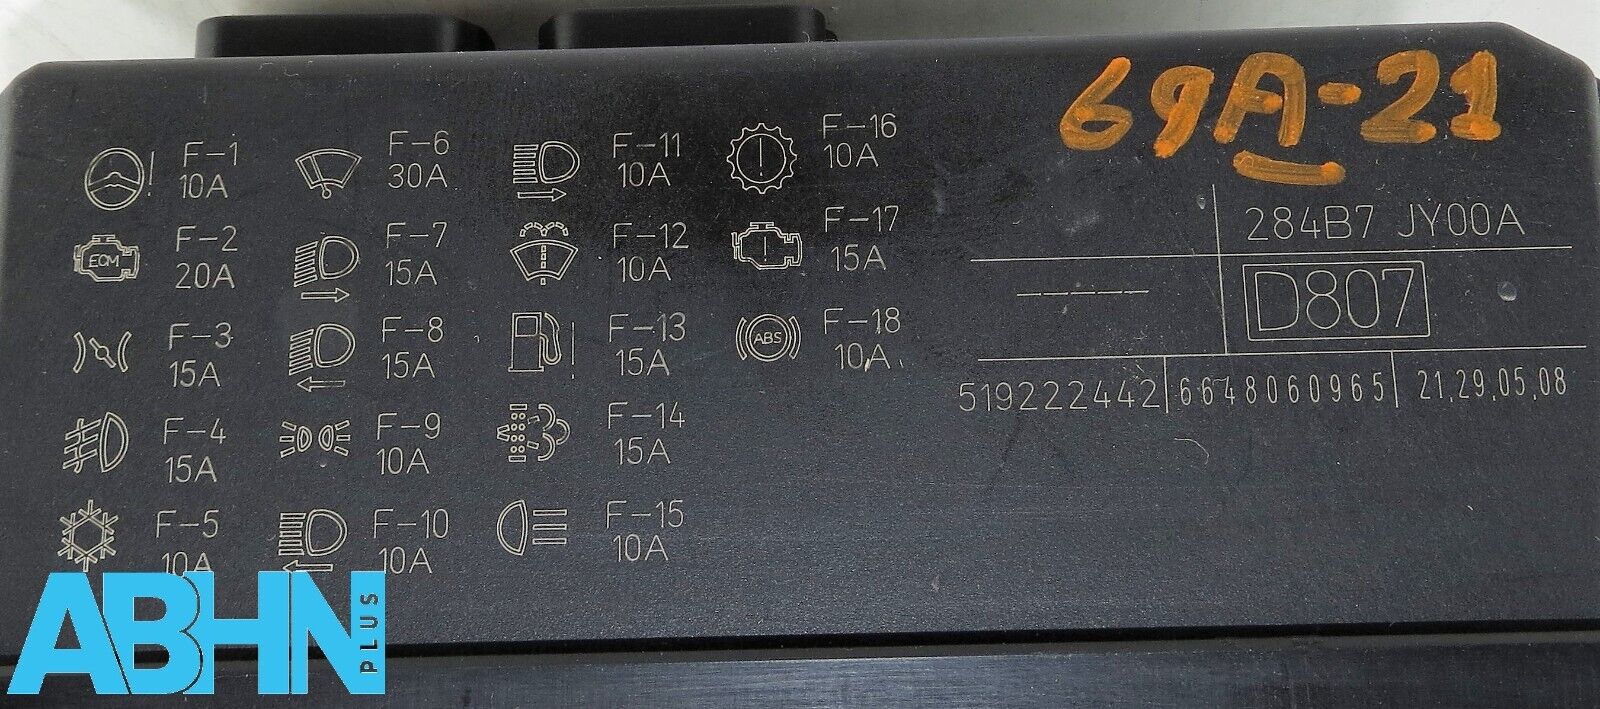 69A-21
F-1
10A
F-2
20A
ECM
F-3
15A
F-4
15A
F-5
10A
F-6
30A
F-7
15A
F-8
15A
F-9
10A
F-10
10A
F-11
10A
F-12
10A
F-13
15A
F-14
15A
F-15
10A
F-16
10A
F-17
15A
F-18
10A
ABS
284B7 JY00A
-----
D807
519222442 6648060965 21.29.05.08
ABHN
PLUS